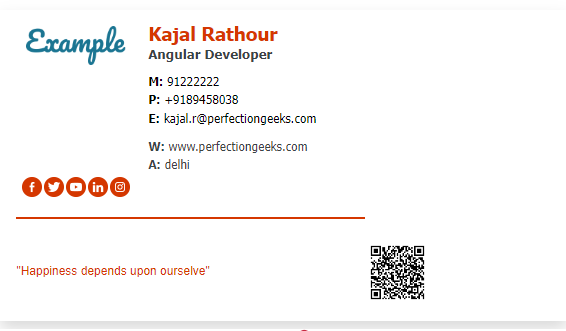 Example
Kajal Rathour
Angular Developer
M: 91222222
P: +9189458038
E: kajal.r@perfectiongeeks.com
W: www.perfectiongeeks.com
A: delhi
"Happiness depends upon ourselve"